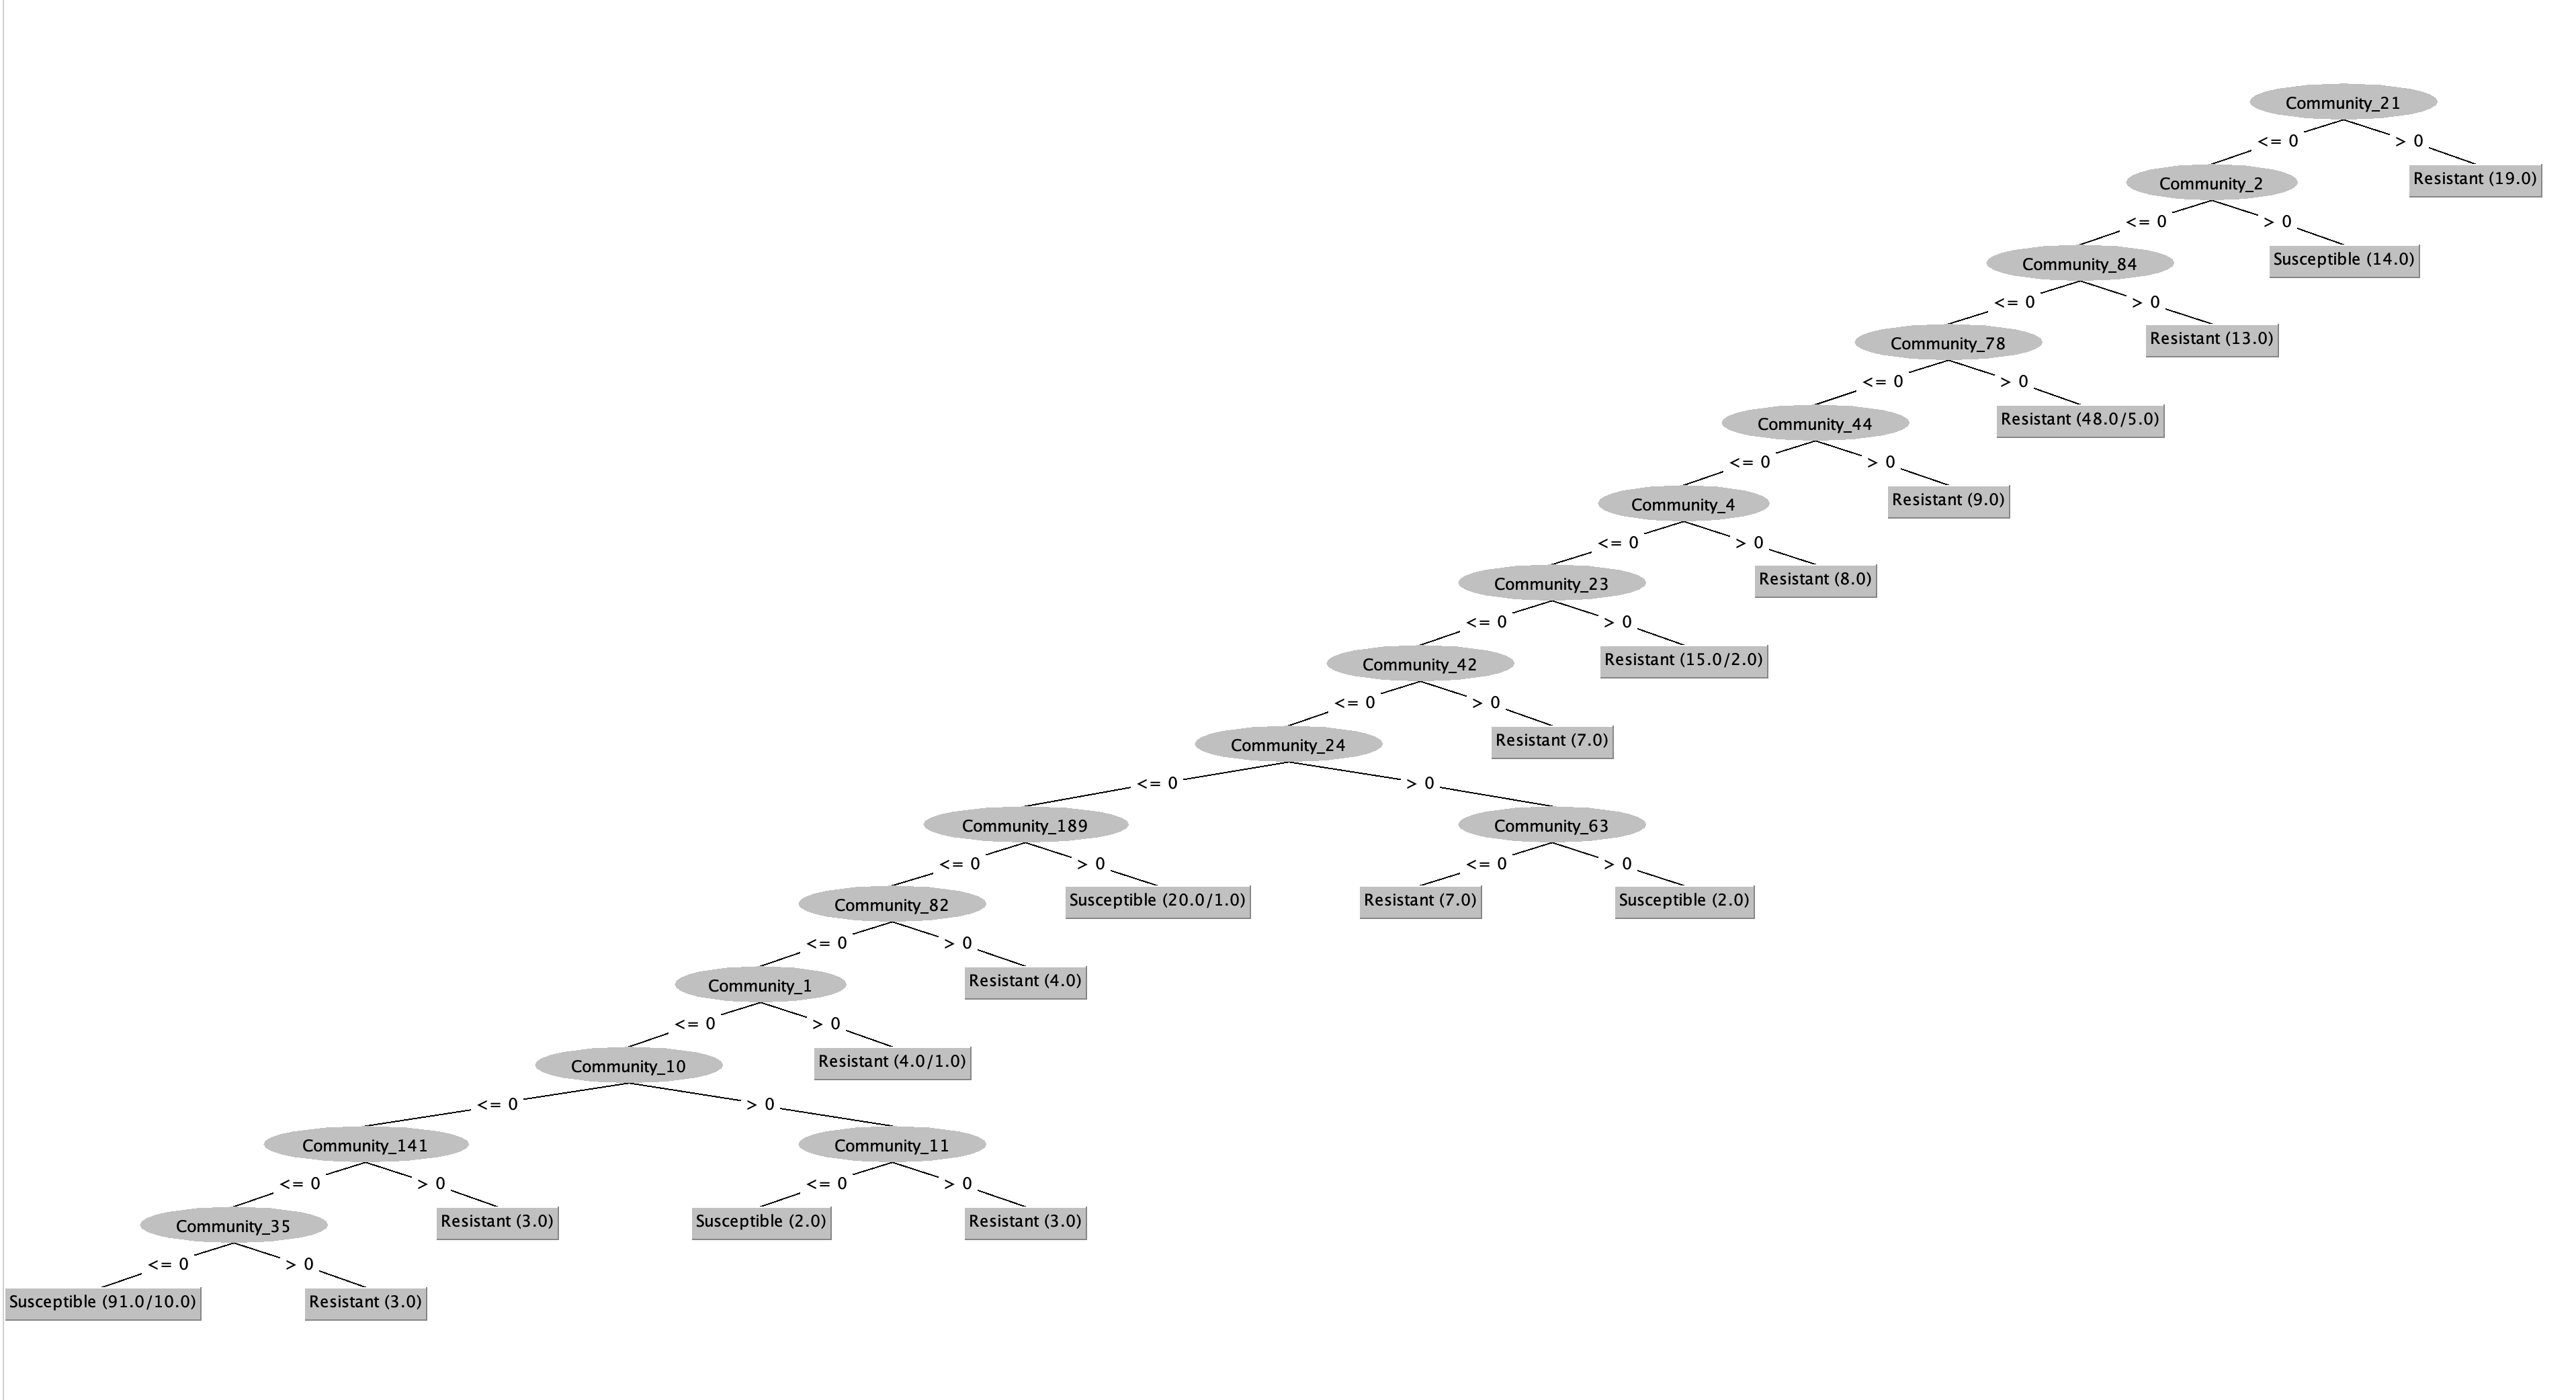 Community_21
<= 0
> 0
Community_2
Resistant (19.0)
<= 0
> 0
Community_84
Susceptible (14.0)
<= 0
> 0
Community_78
Resistant (13.0)
<= 0
> 0
Community_44
Resistant (48.0/5.0)
<= 0
> 0
Community_4
Resistant (9.0)
<= 0
> 0
Community_23
Resistant (8.0)
<= 0
> 0
Community_42
Resistant (15.0/2.0)
<= 0
> 0
Community_24
Resistant (7.0)
<= 0
> 0
Community_189
Community_63
<= 0
> 0
<= 0
> 0
Community_82
Susceptible (20.0/1.0)
Resistant (7.0)
Susceptible (2.0)
<= 0
> 0
Community_1
Resistant (4.0)
<= 0
> 0
Community_10
Resistant (4.0/1.0)
<= 0
> 0
Community_141
Community_11
<= 0
> 0
<= 0
> 0
Community_35
Resistant (3.0)
Susceptible (2.0)
Resistant (3.0)
<= 0
> 0
Susceptible (91.0/10.0)
Resistant (3.0)